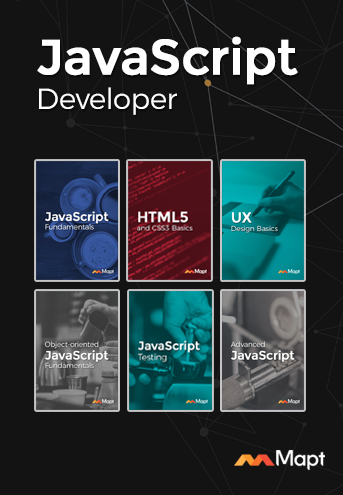 JavaScript
Developer
JavaScript
Fundamentals
Mapt
HTML5
and CSS3 Basics
Mapt
UX
Design Basics
Mapt
Object-oriented
JavaScript
Fundamentals
Mapt
JavaScript
Testing
Mapt
Advanced
JavaScript
Mapt
Mapt